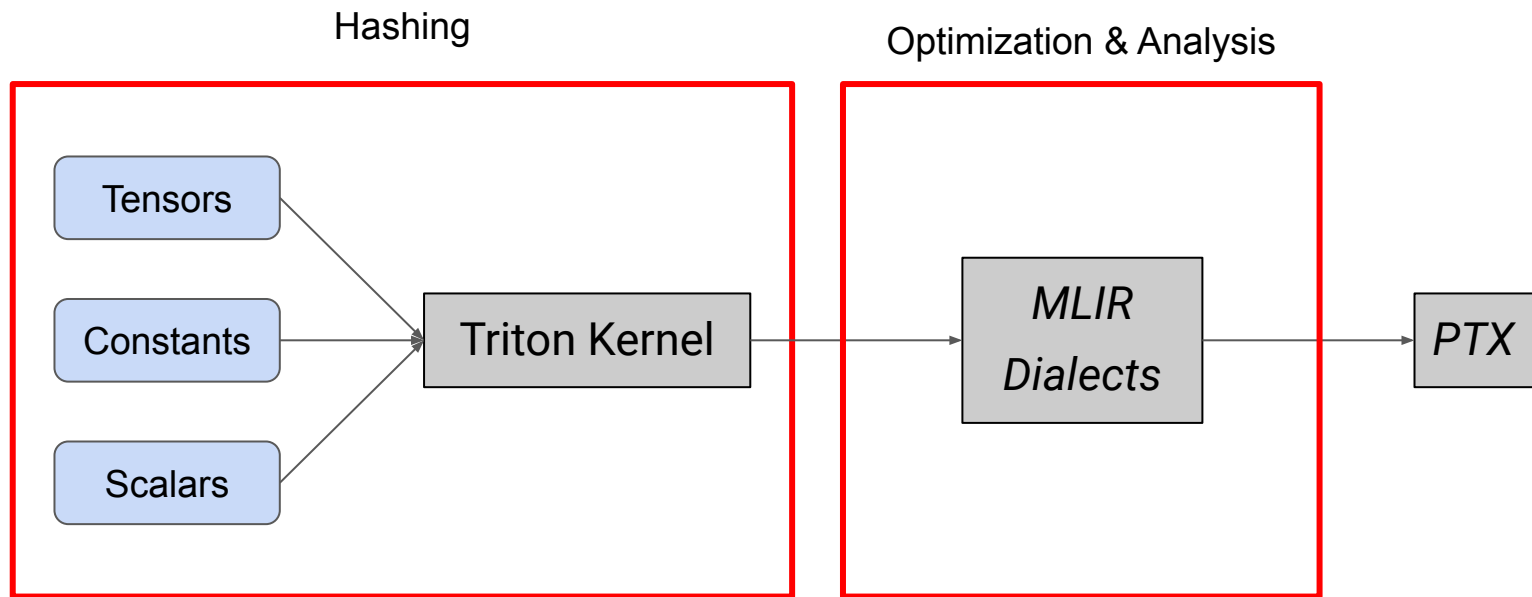 Hashing
Optimization & Analysis
Tensors
Constants
Scalars
Triton Kernel
MLIR
Dialects
PTX